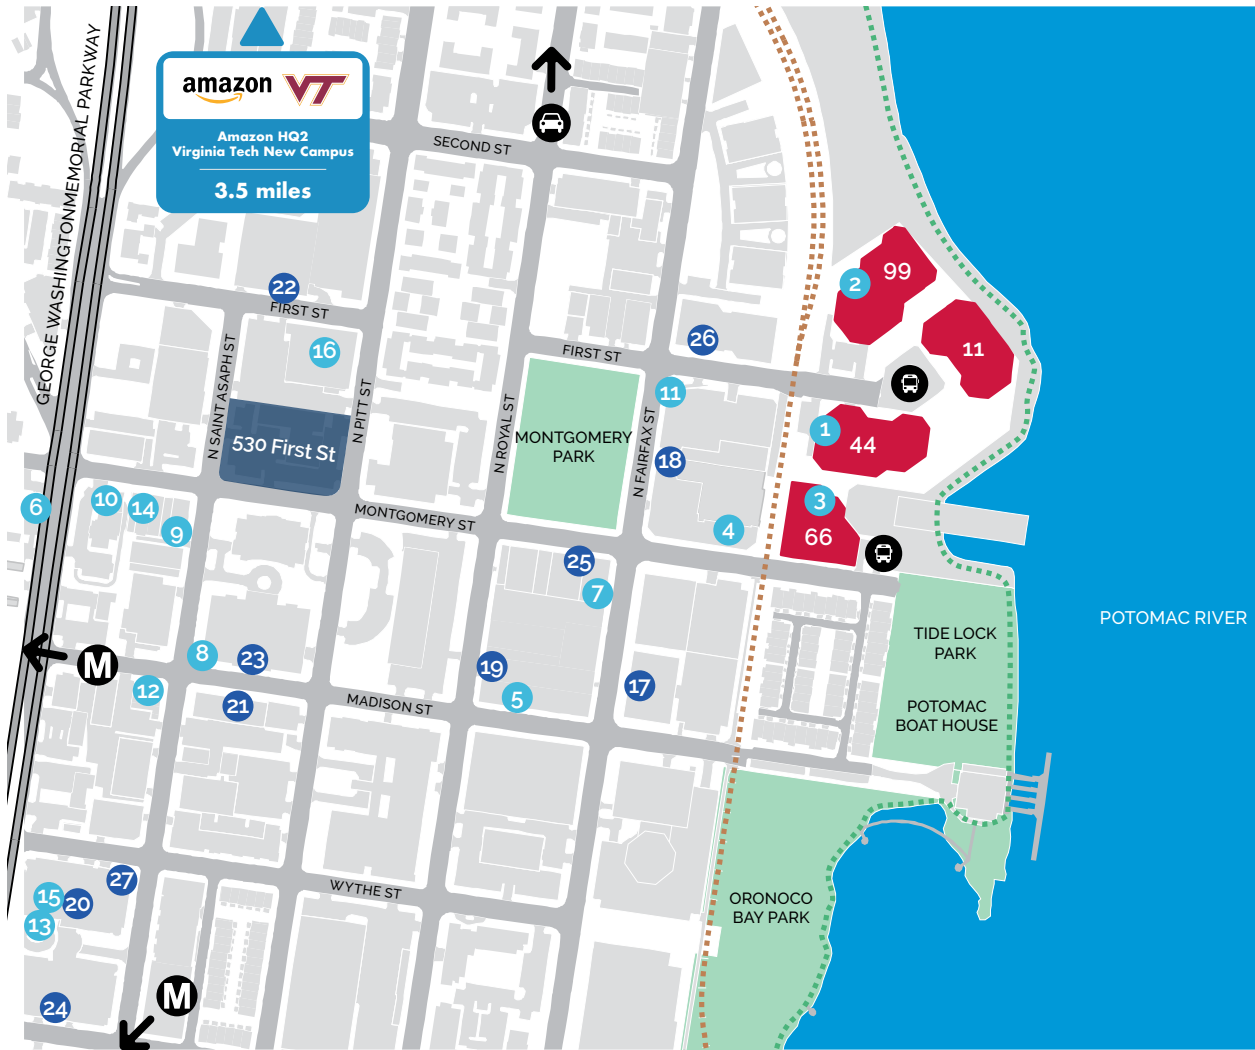 GEORGE WASHINGTONMEMORIAL PARKWAY
amazon VT
Amazon HQ2
Virginia Tech New Campus
3.5 miles
SECOND ST
99
2
22
FIRST ST
N SAINT ASAPH ST
16
N PITT ST
26
FIRST ST
11
11
530 First St
N ROYAL ST
MONTGOMERY
PARK
N FAIRFAX ST
18
1
44
6
10
14
9
MONTGOMERY ST
4
3
66
25
7
POTOMAC RIVER
TIDE LOCK
PARK
M
8
23
19
5
17
12
21
MADISON ST
POTOMAC
BOAT HOUSE
27
15
20
13
WYTHE ST
ORONOCO
BAY PARK
M
24